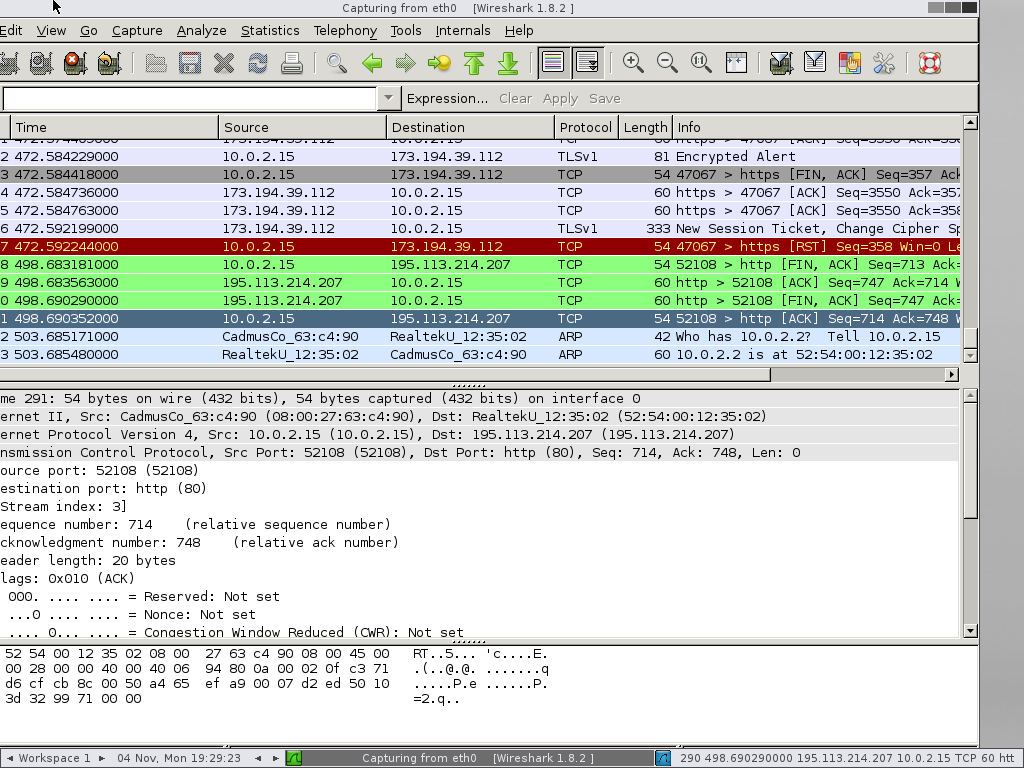 Capturing from eth0 [Wireshark 1.8.2 ]
Edit View Go Capture Analyze Statistics Telephony Tools Internals Help
Expression... Clear Apply Save
Time Source Destination Protocol Length Info
2 472.584229000 10.0.2.15 173.194.39.112 TLSv1 81 Encrypted Alert
3 472.584418000 10.0.2.15 173.194.39.112 TCP 54 47067 > https [FIN, ACK] Seq=357 Ack
4 472.584736000 173.194.39.112 10.0.2.15 TCP 60 https > 47067 [ACK] Seq=3550 Ack=357
5 472.584763000 173.194.39.112 10.0.2.15 TCP 60 https > 47067 [ACK] Seq=3550 Ack=358
6 472.592199000 173.194.39.112 10.0.2.15 TLSv1 333 New Session Ticket, Change Cipher Sp
7 472.592244000 10.0.2.15 173.194.39.112 TCP 54 47067 > https [RST] Seq=358 Win=0 Le
8 498.683181000 10.0.2.15 195.113.214.207 TCP 54 52108 > http [FIN, ACK] Seq=713 Ack=
9 498.683563000 195.113.214.207 10.0.2.15 TCP 60 http > 52108 [ACK] Seq=747 Ack=714 W
0 498.690290000 195.113.214.207 10.0.2.15 TCP 60 http > 52108 [FIN, ACK] Seq=747 Ack=
1 498.690352000 10.0.2.15 195.113.214.207 TCP 54 52108 > http [ACK] Seq=714 Ack=748 W
2 503.685171000 CadmusCo_63:c4:90 RealtekU_12:35:02 ARP 42 Who has 10.0.2.2? Tell 10.0.2.15
3 503.685480000 RealtekU_12:35:02 CadmusCo_63:c4:90 ARP 60 10.0.2.2 is at 52:54:00:12:35:02
me 291: 54 bytes on wire (432 bits), 54 bytes captured (432 bits) on interface 0
ernet II, Src: CadmusCo_63:c4:90 (08:00:27:63:c4:90), Dst: RealtekU_12:35:02 (52:54:00:12:35:02)
ernet Protocol Version 4, Src: 10.0.2.15 (10.0.2.15), Dst: 195.113.214.207 (195.113.214.207)
nsmission Control Protocol, Src Port: 52108 (52108), Dst Port: http (80), Seq: 714, Ack: 748, Len: 0
ource port: 52108 (52108)
estination port: http (80)
Stream index: 3]
equence number: 714 (relative sequence number)
cknowledgment number: 748 (relative ack number)
eader length: 20 bytes
lags: 0x010 (ACK)
000. .... .... = Reserved: Not set
...0 .... .... = Nonce: Not set
.... 0... .... = Congestion Window Reduced (CWR): Not set
52 54 00 12 35 02 08 00 27 63 c4 90 08 00 45 00 RT..5... 'c....E.
00 28 00 00 40 00 40 06 94 80 0a 00 02 0f c3 71 .(..@.@. .......q
d6 cf cb 8c 00 50 a4 65 ef a9 00 07 d2 ed 50 10 .....P.e ......P.
3d 32 99 71 00 00 =2.q..
Workspace 1 04 Nov, Mon 19:29:23 Capturing from eth0 [Wireshark 1.8.2 ] 290 498.690290000 195.113.214.207 10.0.2.15 TCP 60 htt